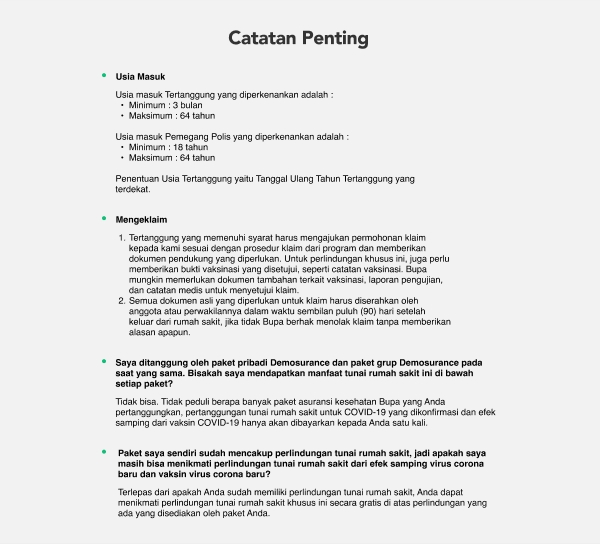 Catatan Penting
• Usia Masuk
Usia masuk Tertanggung yang diperkenankan adalah :
• Minimum : 3 bulan
• Maksimum : 64 tahun
Usia masuk Pemegang Polis yang diperkenankan adalah :
• Minimum : 18 tahun
• Maksimum : 64 tahun
Penentuan Usia Tertanggung yaitu Tanggal Ulang Tahun Tertanggung yang
terdekat.
• Mengeklaim
1. Tertanggung yang memenuhi syarat harus mengajukan permohonan klaim
kepada kami sesuai dengan prosedur klaim dari program dan memberikan
dokumen pendukung yang diperlukan. Untuk perlindungan khusus ini, juga perlu
memberikan bukti vaksinasi yang disetujui, seperti catatan vaksinasi. Bupa
mungkin memerlukan dokumen tambahan terkait vaksinasi, laporan pengujian,
dan catatan medis untuk menyetujui klaim.
2. Semua dokumen asli yang diperlukan untuk klaim harus diserahkan oleh
anggota atau perwakilannya dalam waktu sembilan puluh (90) hari setelah
keluar dari rumah sakit, jika tidak Bupa berhak menolak klaim tanpa memberikan
alasan apapun.
• Saya ditanggung oleh paket pribadi Demosurance dan paket grup Demosurance pada
saat yang sama. Bisakah saya mendapatkan manfaat tunai rumah sakit ini di bawah
setiap paket?
Tidak bisa. Tidak peduli berapa banyak paket asuransi kesehatan Bupa yang Anda
pertanggungkan, pertanggungan tunai rumah sakit untuk COVID-19 yang dikonfirmasi dan efek
samping dari vaksin COVID-19 hanya akan dibayarkan kepada Anda satu kali.
• Paket saya sendiri sudah mencakup perlindungan tunai rumah sakit, jadi apakah saya
masih bisa menikmati perlindungan tunai rumah sakit dari efek samping virus corona
baru dan vaksin virus corona baru?
Terlepas dari apakah Anda sudah memiliki perlindungan tunai rumah sakit, Anda dapat
menikmati perlindungan tunai rumah sakit khusus ini secara gratis di atas perlindungan yang
ada yang disediakan oleh paket Anda.